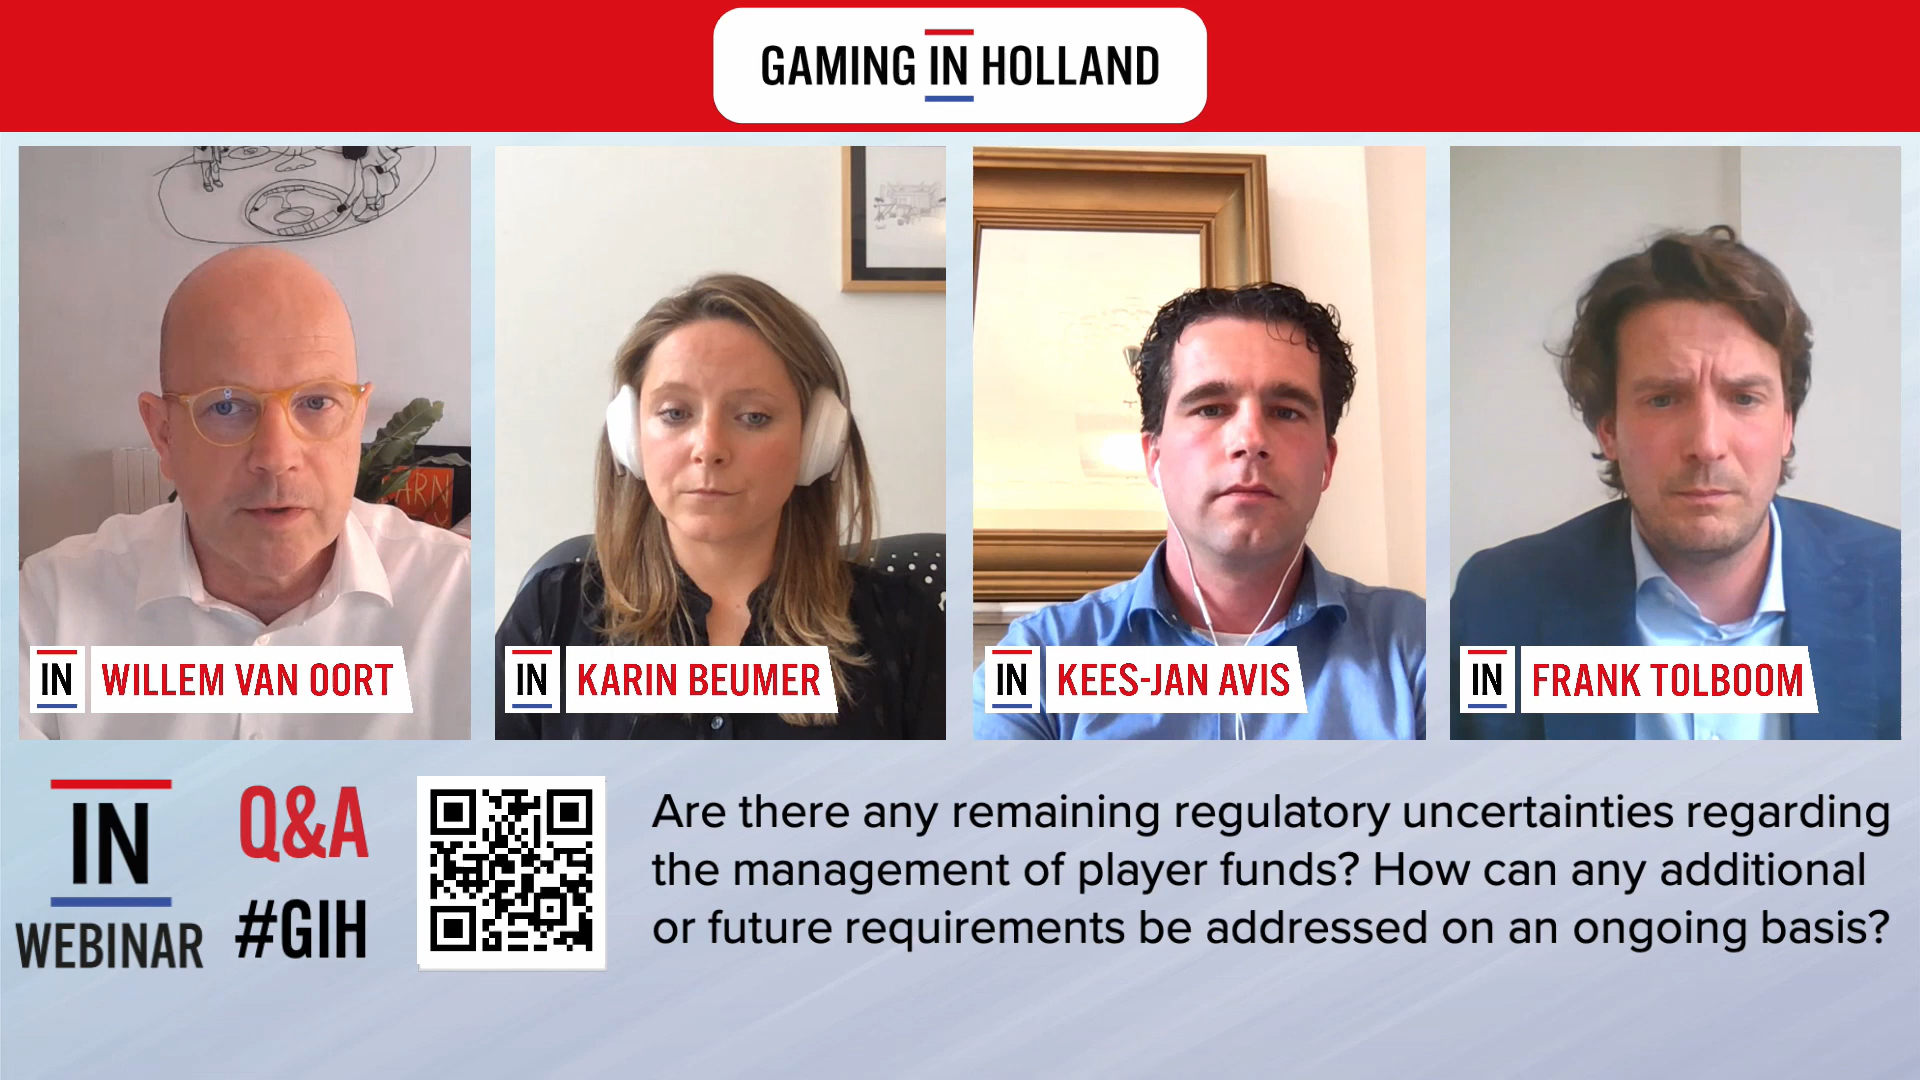 GAMING IN HOLLAND
ARN
IN WILLEM VAN OORT
IN KARIN BEUMER
IN KEES-JAN AVIS
IN FRANK TOLBOOM
IN
WEBINAR
Q&A
#GIH
Are there any remaining regulatory uncertainties regarding
the management of player funds? How can any additional
or future requirements be addressed on an ongoing basis?